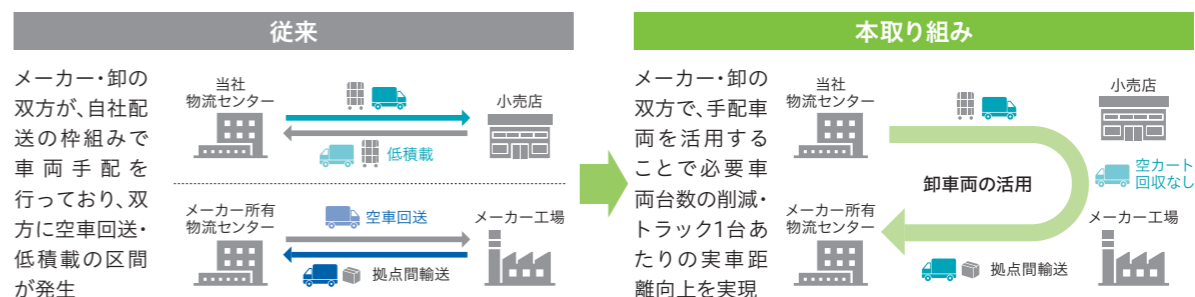 従来
メーカー・卸の
双方が、自社配
送の枠組みで
車両手配を
行っており、双
方に空車回送・
低積載の区間
が発生
当社
物流センター
小売店
低積載
メーカー所有
物流センター
空車回送
メーカー工場
拠点間輸送
本取り組み
メーカー・卸の
双方で、手配車
両を活用する
ことで必要車
両台数の削減・
トラック1台あ
たりの実車距
離向上を実現
当社
物流センター
小売店
空カート
回収なし
卸車両の活用
メーカー所有
物流センター
メーカー工場
拠点間輸送